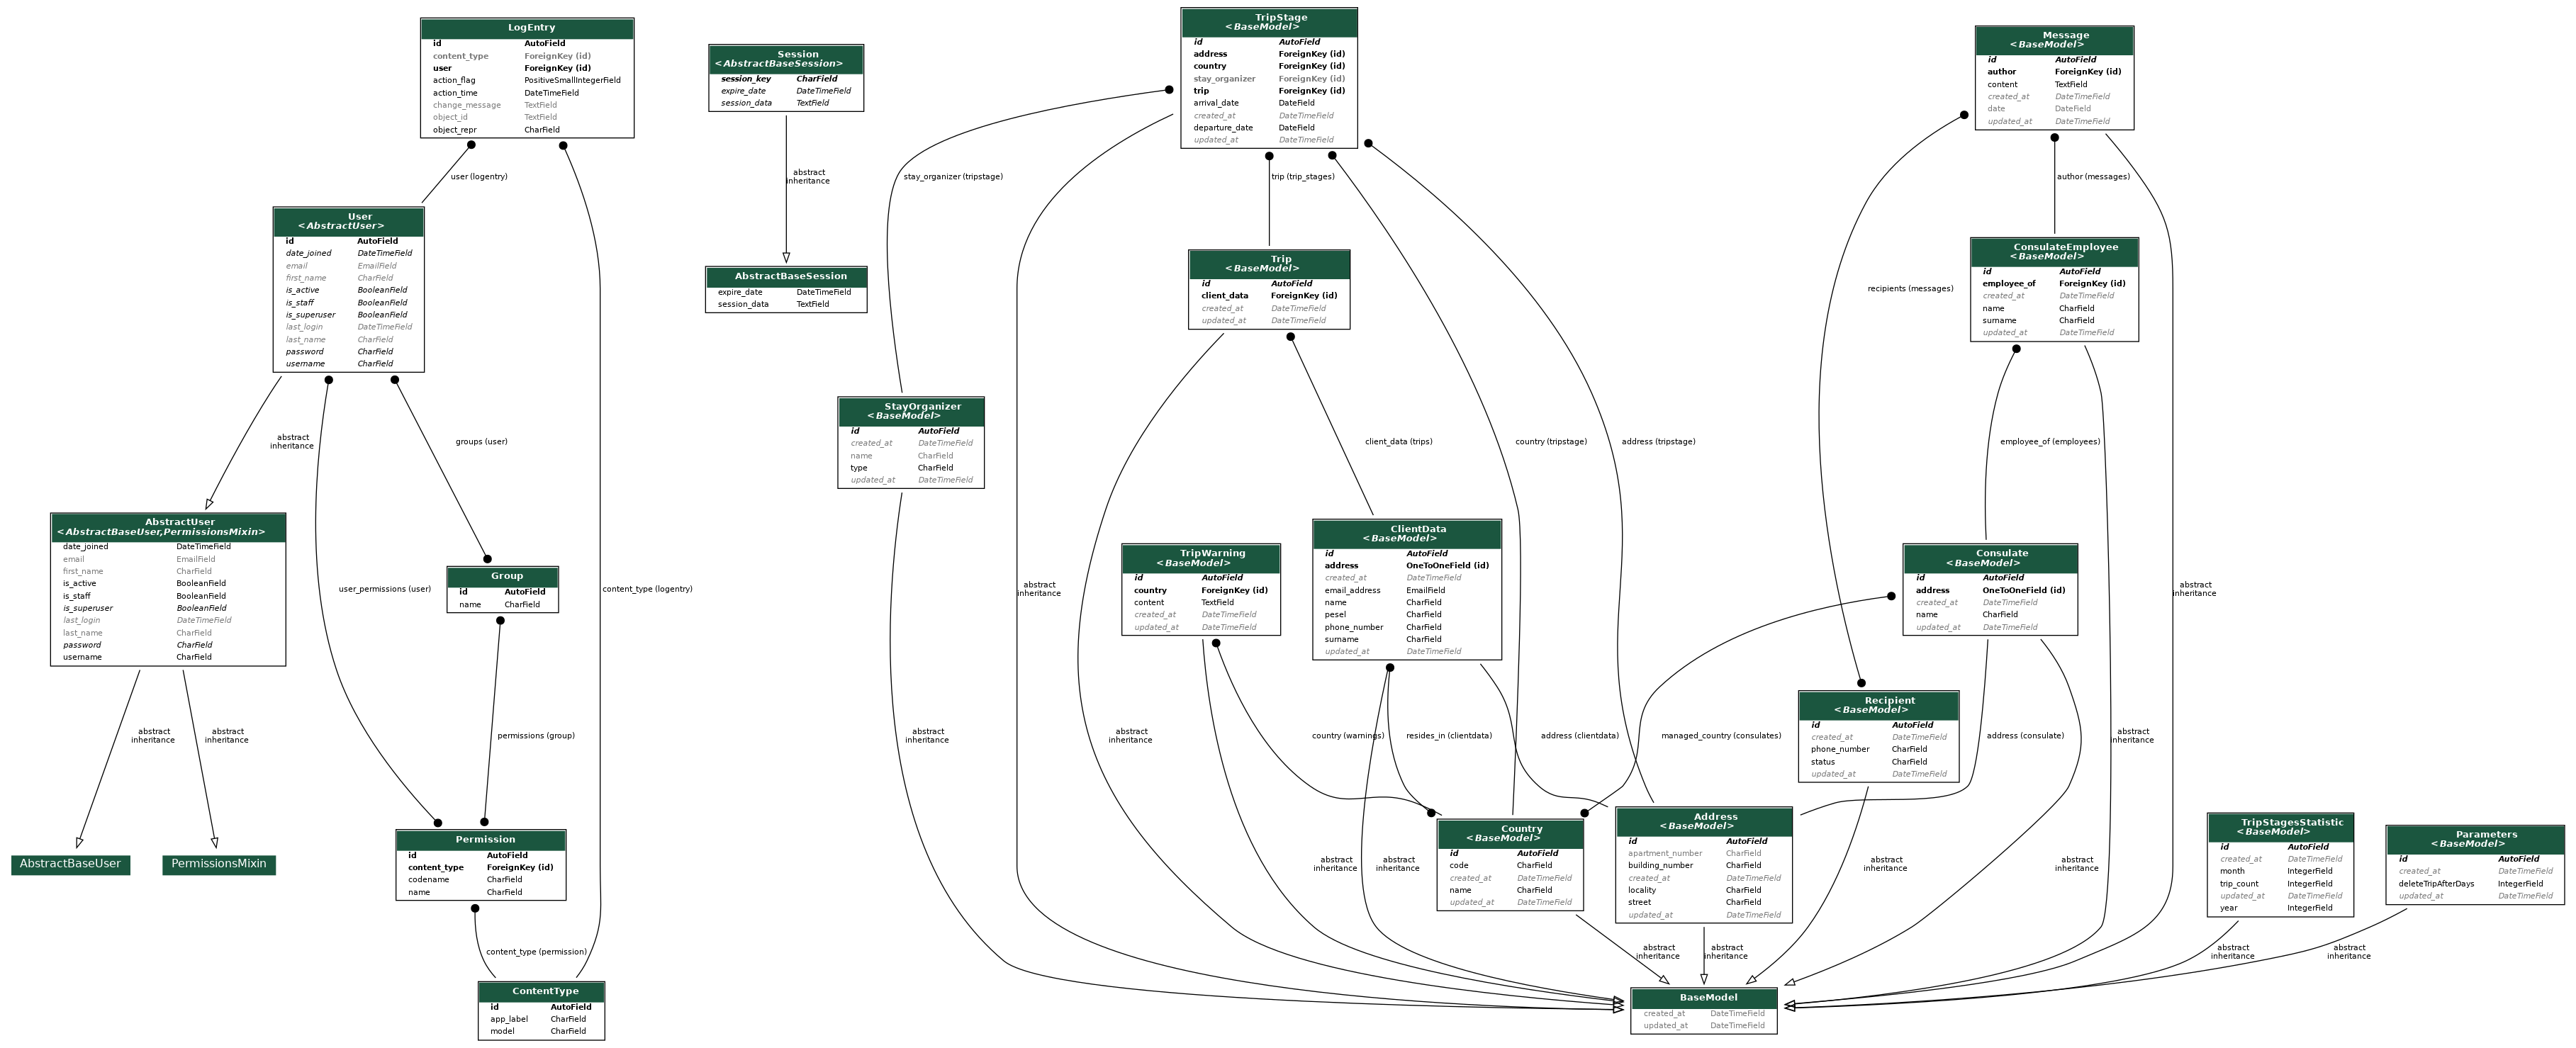 LogEntry
id AutoField
content_type ForeignKey (id)
user ForeignKey (id)
action_flag PositiveSmallIntegerField
action_time DateTimeField
change_message TextField
object_id TextField
object_repr CharField
Session
<AbstractBaseSession>
session_key CharField
expire_date DateTimeField
session_data TextField
TripStage
<BaseModel>
id AutoField
address ForeignKey (id)
country ForeignKey (id)
stay_organizer ForeignKey (id)
trip ForeignKey (id)
arrival_date DateField
created_at DateTimeField
departure_date DateField
updated_at DateTimeField
Message
<BaseModel>
id AutoField
author ForeignKey (id)
content TextField
created_at DateTimeField
date DateField
updated_at DateTimeField
user (logentry)
abstract
inheritance
stay_organizer (tripstage)
trip (trip_stages)
author (messages)
User
<AbstractUser>
id AutoField
date_joined DateTimeField
email EmailField
first_name CharField
is_active BooleanField
is_staff BooleanField
is_superuser BooleanField
last_login DateTimeField
last_name CharField
password CharField
username CharField
AbstractBaseSession
expire_date DateTimeField
session_data TextField
Trip
<BaseModel>
id AutoField
client_data ForeignKey (id)
created_at DateTimeField
updated_at DateTimeField
recipients (messages)
ConsulateEmployee
<BaseModel>
id AutoField
employee_of ForeignKey (id)
created_at DateTimeField
name CharField
surname CharField
updated_at DateTimeField
StayOrganizer
<BaseModel>
id AutoField
created_at DateTimeField
name CharField
type CharField
updated_at DateTimeField
abstract
inheritance
groups (user)
client_data (trips)
country (tripstage)
address (tripstage)
employee_of (employees)
AbstractUser
<AbstractBaseUser,PermissionsMixin>
date_joined DateTimeField
email EmailField
first_name CharField
is_active BooleanField
is_staff BooleanField
is_superuser BooleanField
last_login DateTimeField
last_name CharField
password CharField
username CharField
user_permissions (user)
Group
id AutoField
name CharField
content_type (logentry)
abstract
inheritance
TripWarning
<BaseModel>
id AutoField
country ForeignKey (id)
content TextField
created_at DateTimeField
updated_at DateTimeField
ClientData
<BaseModel>
id AutoField
address OneToOneField (id)
created_at DateTimeField
email_address EmailField
name CharField
pesel CharField
phone_number CharField
surname CharField
updated_at DateTimeField
Consulate
<BaseModel>
id AutoField
address OneToOneField (id)
created_at DateTimeField
name CharField
updated_at DateTimeField
abstract
inheritance
abstract
inheritance
abstract
inheritance
permissions (group)
abstract
inheritance
abstract
inheritance
country (warnings)
resides_in (clientdata)
address (clientdata)
managed_country (consulates)
Recipient
<BaseModel>
id AutoField
created_at DateTimeField
phone_number CharField
status CharField
updated_at DateTimeField
address (consulate)
abstract
inheritance
AbstractBaseUser
PermissionsMixin
Permission
id AutoField
content_type ForeignKey (id)
codename CharField
name CharField
abstract
inheritance
abstract
inheritance
Country
<BaseModel>
id AutoField
code CharField
created_at DateTimeField
name CharField
updated_at DateTimeField
Address
<BaseModel>
id AutoField
apartment_number CharField
building_number CharField
created_at DateTimeField
locality CharField
street CharField
updated_at DateTimeField
abstract
inheritance
abstract
inheritance
TripStagesStatistic
<BaseModel>
id AutoField
created_at DateTimeField
month IntegerField
trip_count IntegerField
updated_at DateTimeField
year IntegerField
Parameters
<BaseModel>
id AutoField
created_at DateTimeField
deleteTripAfterDays IntegerField
updated_at DateTimeField
content_type (permission)
abstract
inheritance
abstract
inheritance
abstract
inheritance
abstract
inheritance
ContentType
id AutoField
app_label CharField
model CharField
BaseModel
created_at DateTimeField
updated_at DateTimeField